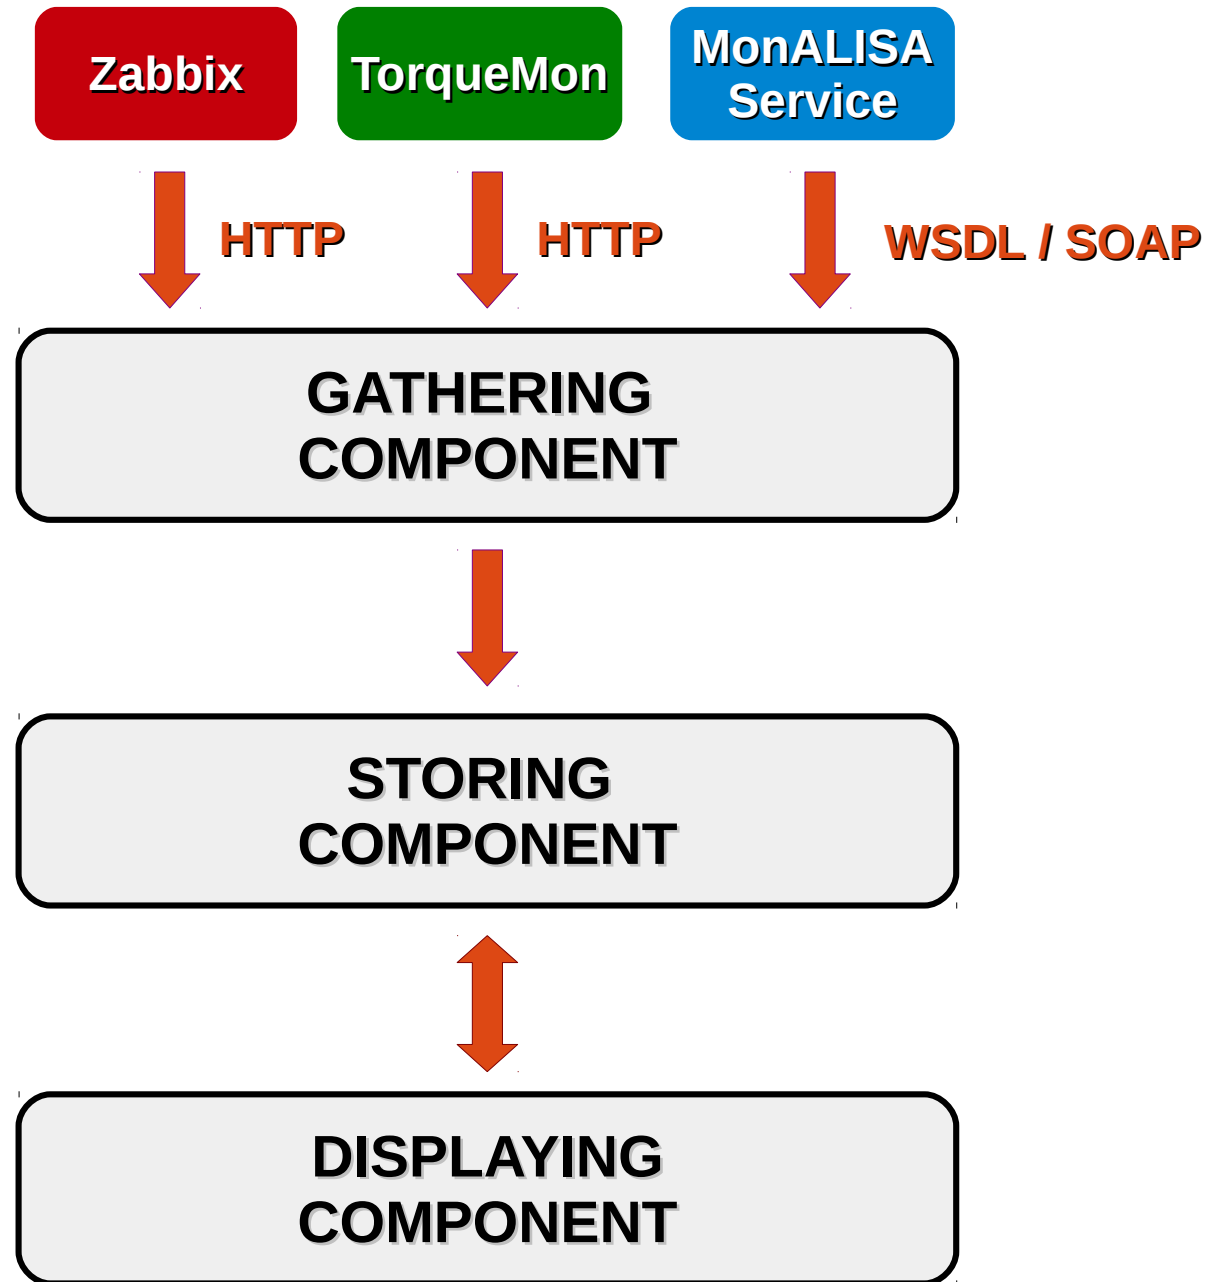 Zabbix
TorqueMon
MonALISA
Service
HTTP
HTTP
WSDL / SOAP
GATHERING
COMPONENT
STORING
COMPONENT
DISPLAYING
COMPONENT